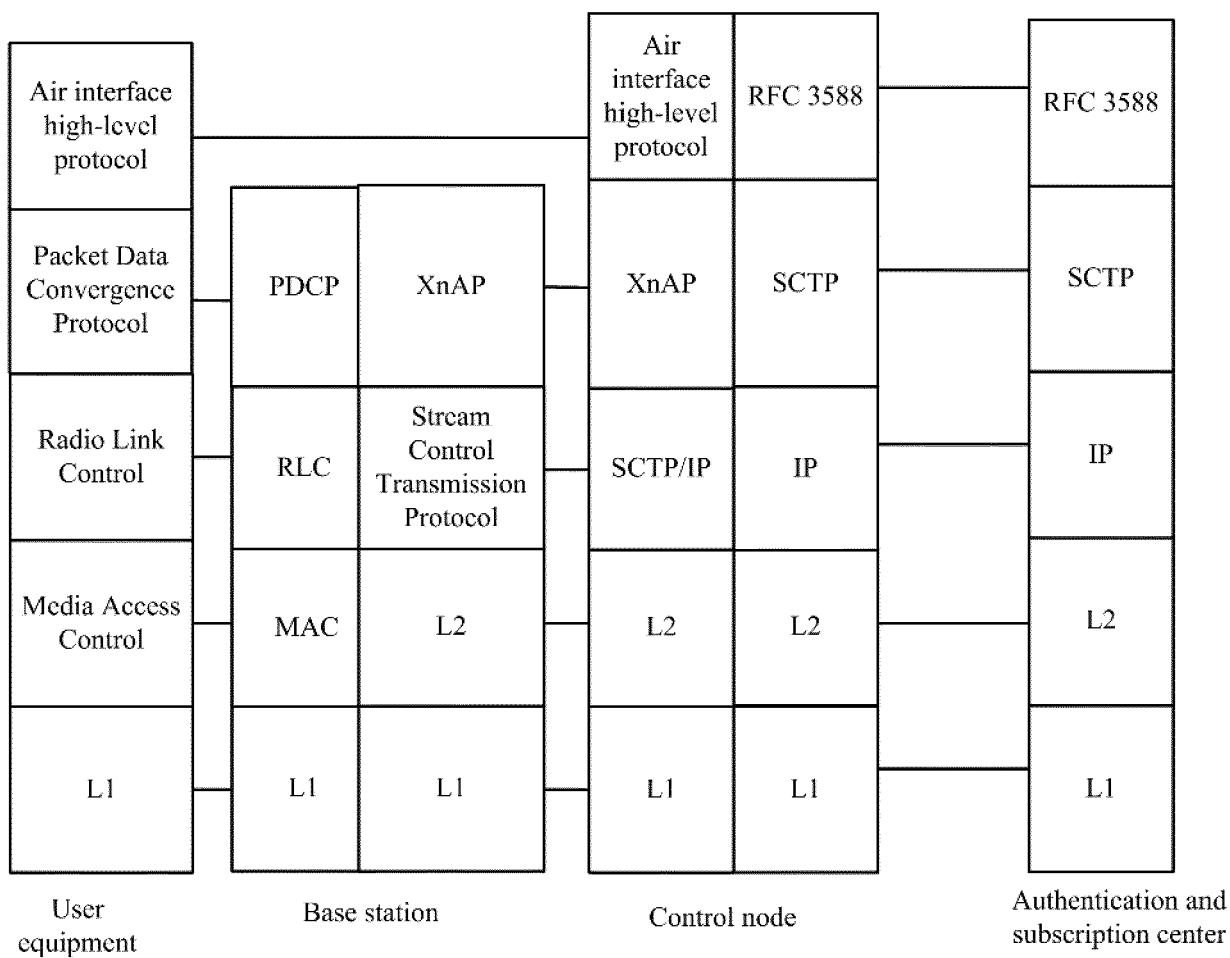 Air interface
high-level
protocol
Packet Data
Convergence
Protocol
Radio Link
Control
Media Access
Control
L1
User
equipment
PDCP
XnAP
RLC
Stream
Control
Transmission
Protocol
MAC
L2
L1
L1
Base station
Air
interface
high-level
protocol
RFC 3588
XnAP
SCTP
SCTP/IP
IP
L2
L2
L1
L1
Control node
RFC 3588
SCTP
IP
L2
L1
Authentication and
subscription center